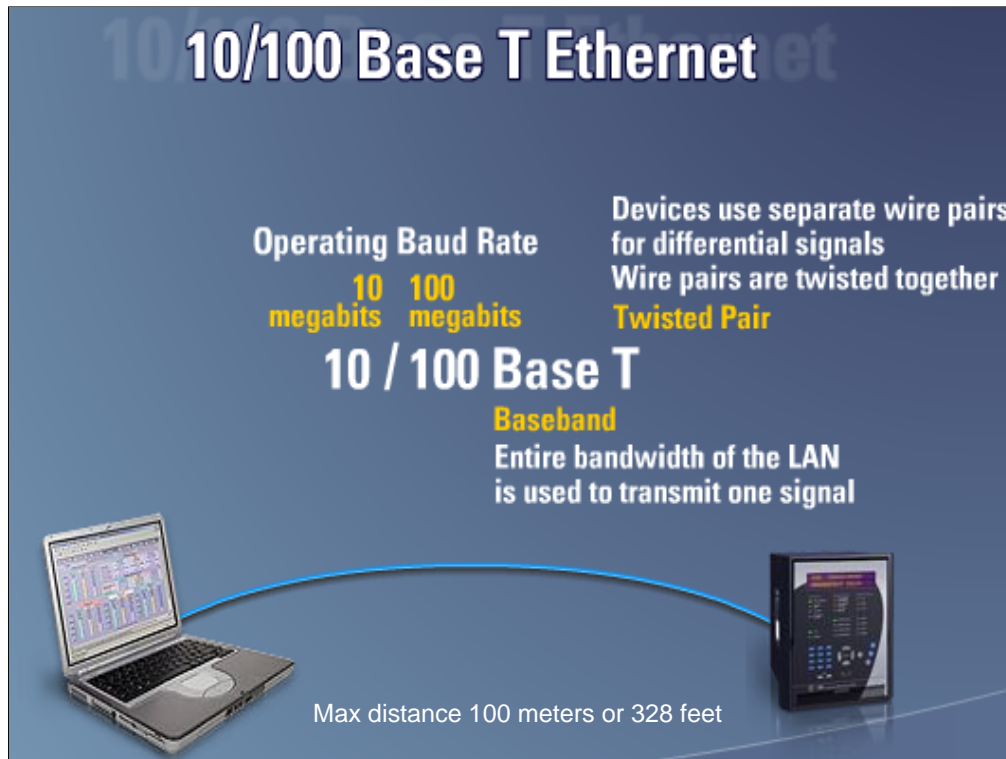 10/100 Base T Ethernet
Operating Baud Rate
10 100
megabits megabits
Devices use separate wire pairs
for differential signals
Wire pairs are twisted together
Twisted Pair
10 / 100 Base T
Baseband
Entire bandwidth of the LAN
is used to transmit one signal
Max distance 100 meters or 328 feet